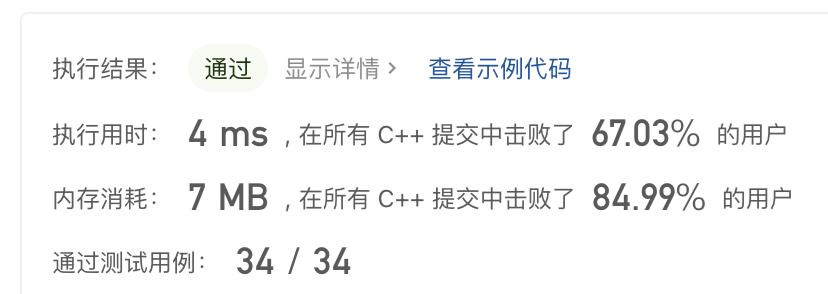 执行结果： 通过 显示详情 > 查看示例代码
执行用时： 4 ms , 在所有 C++ 提交中击败了 67.03% 的用户
内存消耗： 7 MB , 在所有 C++ 提交中击败了 84.99% 的用户
通过测试用例： 34 / 34